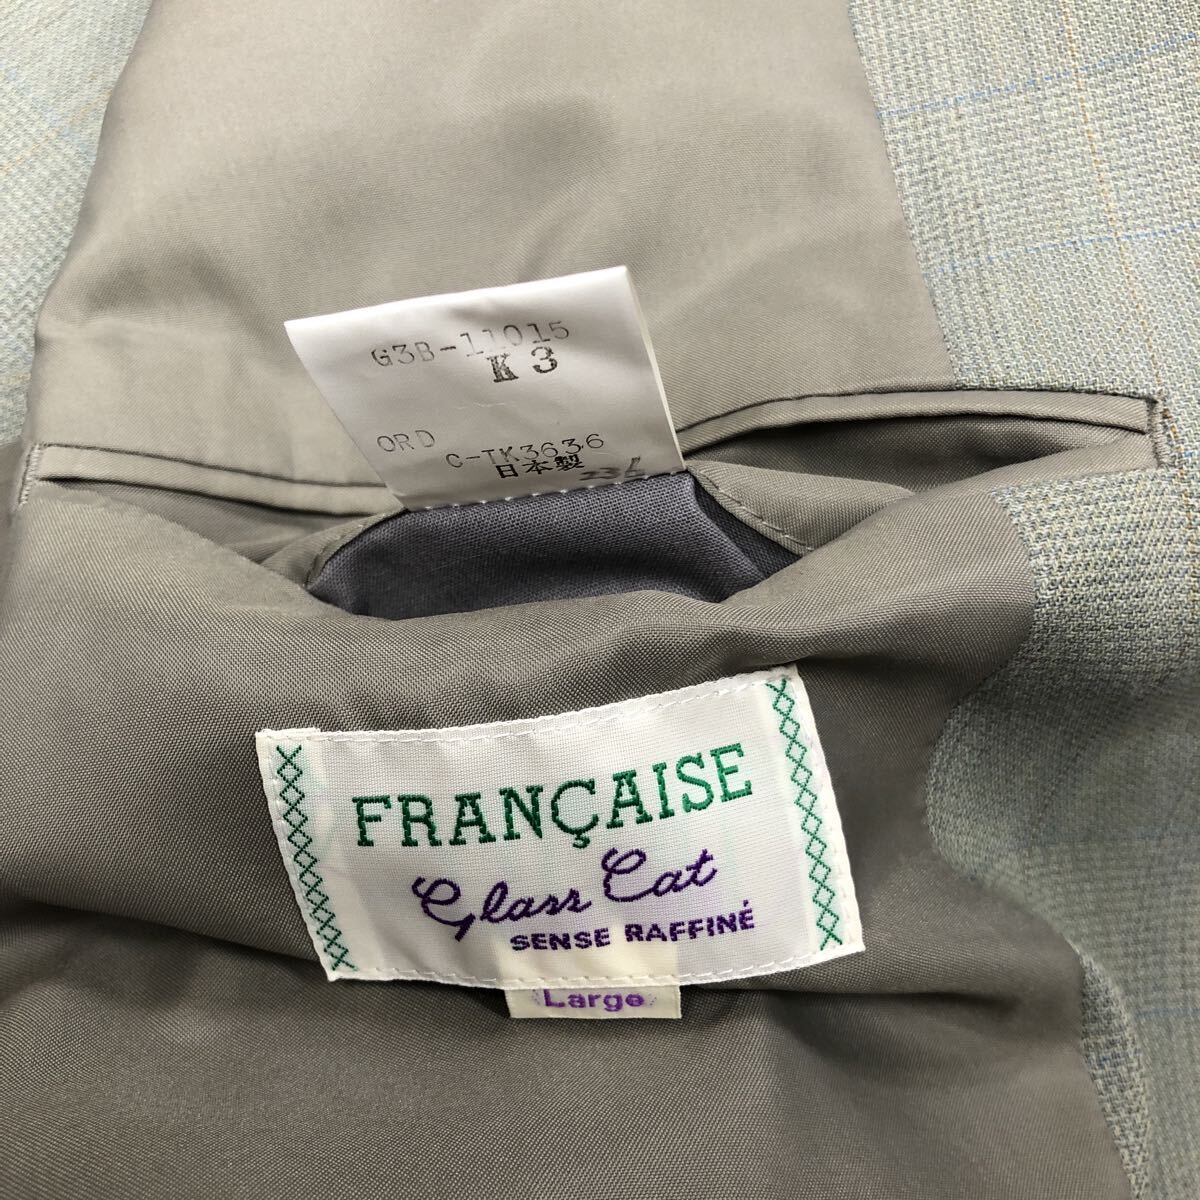 G3B-11015
K3
ORD
C-TK3636
日本製
FRANÇAISE
Glass Cat
SENSE RAFFINÉ
Large